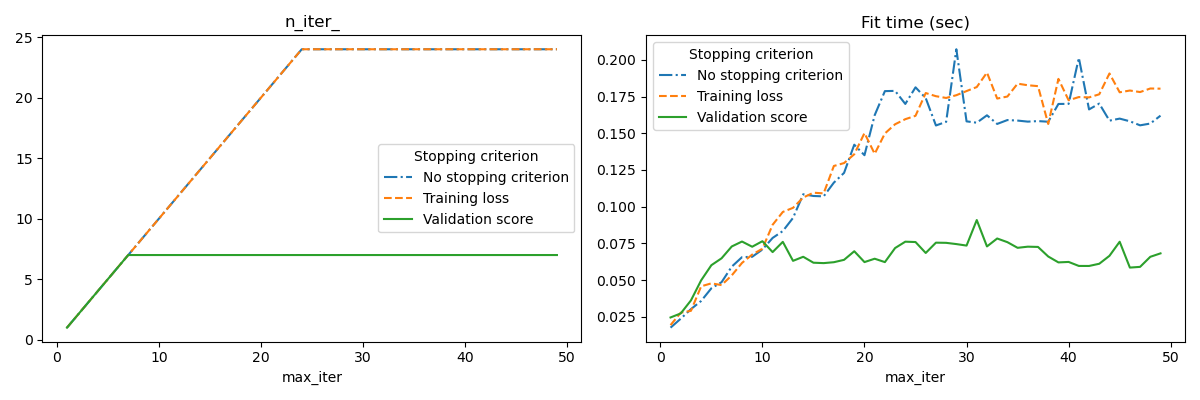 n_iter_
25
20
15
10
5
0
Stopping criterion
No stopping criterion
Training loss
Validation score
0 10 20 30 40 50
max_iter
Fit time (sec)
0.200
0.175
0.150
0.125
0.100
0.075
0.050
0.025
Stopping criterion
No stopping criterion
Training loss
Validation score
0 10 20 30 40 50
max_iter